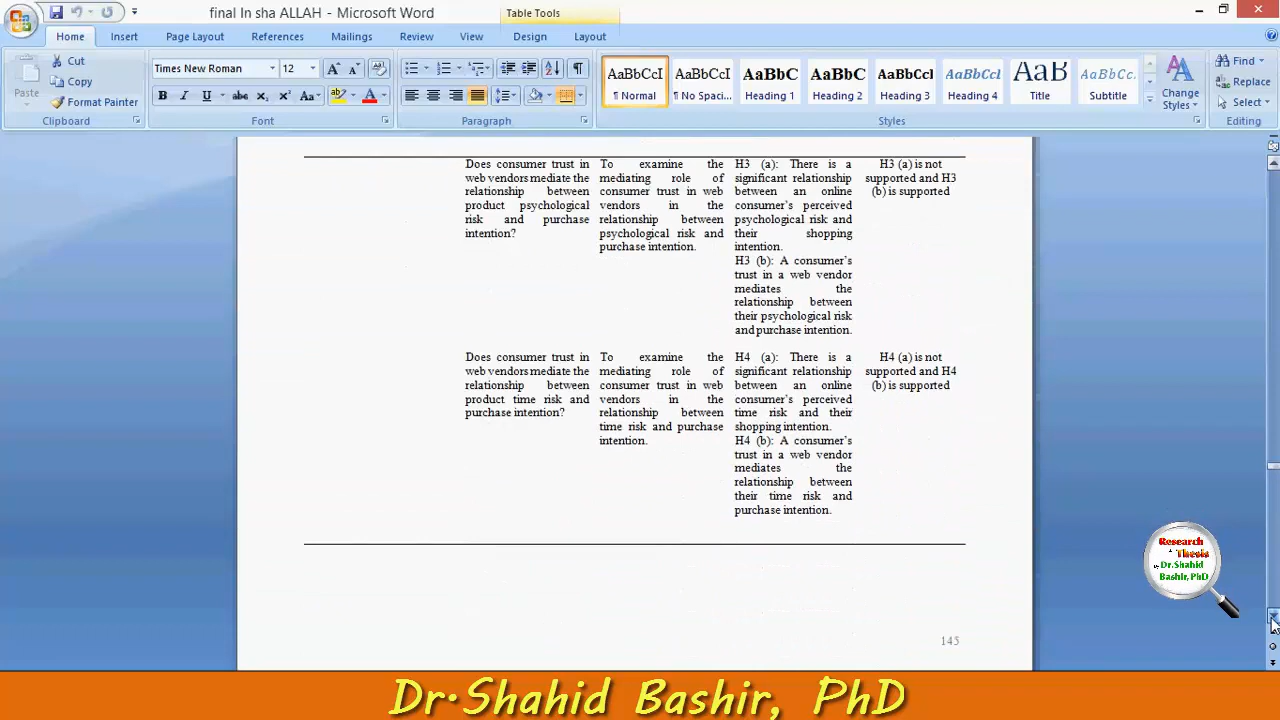 final In sha ALLAH - Microsoft Word
Table Tools
Home Insert Page Layout References Mailings Review View Design Layout
Cut
Copy
Format Painter
Paste
Clipboard
Times New Roman 12
Font
Paragraph
AaBbCcI AaBbCcI AaBbC AaBbC AaBbCcl AaBbCcl AaB AaBbCc.
¶ Normal ¶ No Spaci... Heading 1 Heading 2 Heading 3 Heading 4 Title Subtitle
Change
Styles
Styles
Find
Replace
Select
Editing
Does consumer trust in
web vendors mediate the
relationship between
product psychological
risk and purchase
intention?
To examine the
mediating role of
consumer trust in web
vendors in the
relationship between
psychological risk and
purchase intention.
H3 (a): There is a
significant relationship
between an online
consumer's perceived
psychological risk and
their shopping
intention.
H3 (b): A consumer's
trust in a web vendor
mediates the
relationship between
their psychological risk
and purchase intention.
H3 (a) is not
supported and H3
(b) is supported
Does consumer trust in
web vendors mediate the
relationship between
product time risk and
purchase intention?
To examine the
mediating role of
consumer trust in web
vendors in the
relationship between
time risk and purchase
intention.
H4 (a): There is a
significant relationship
between an online
consumer's perceived
time risk and their
shopping intention.
H4 (b): A consumer's
trust in a web vendor
mediates the
relationship between
their time risk and
purchase intention.
H4 (a) is not
supported and H4
(b) is supported
145
Research
Thesis
by Dr.Shahid
Bashir, PhD
Dr.Shahid Bashir, PhD